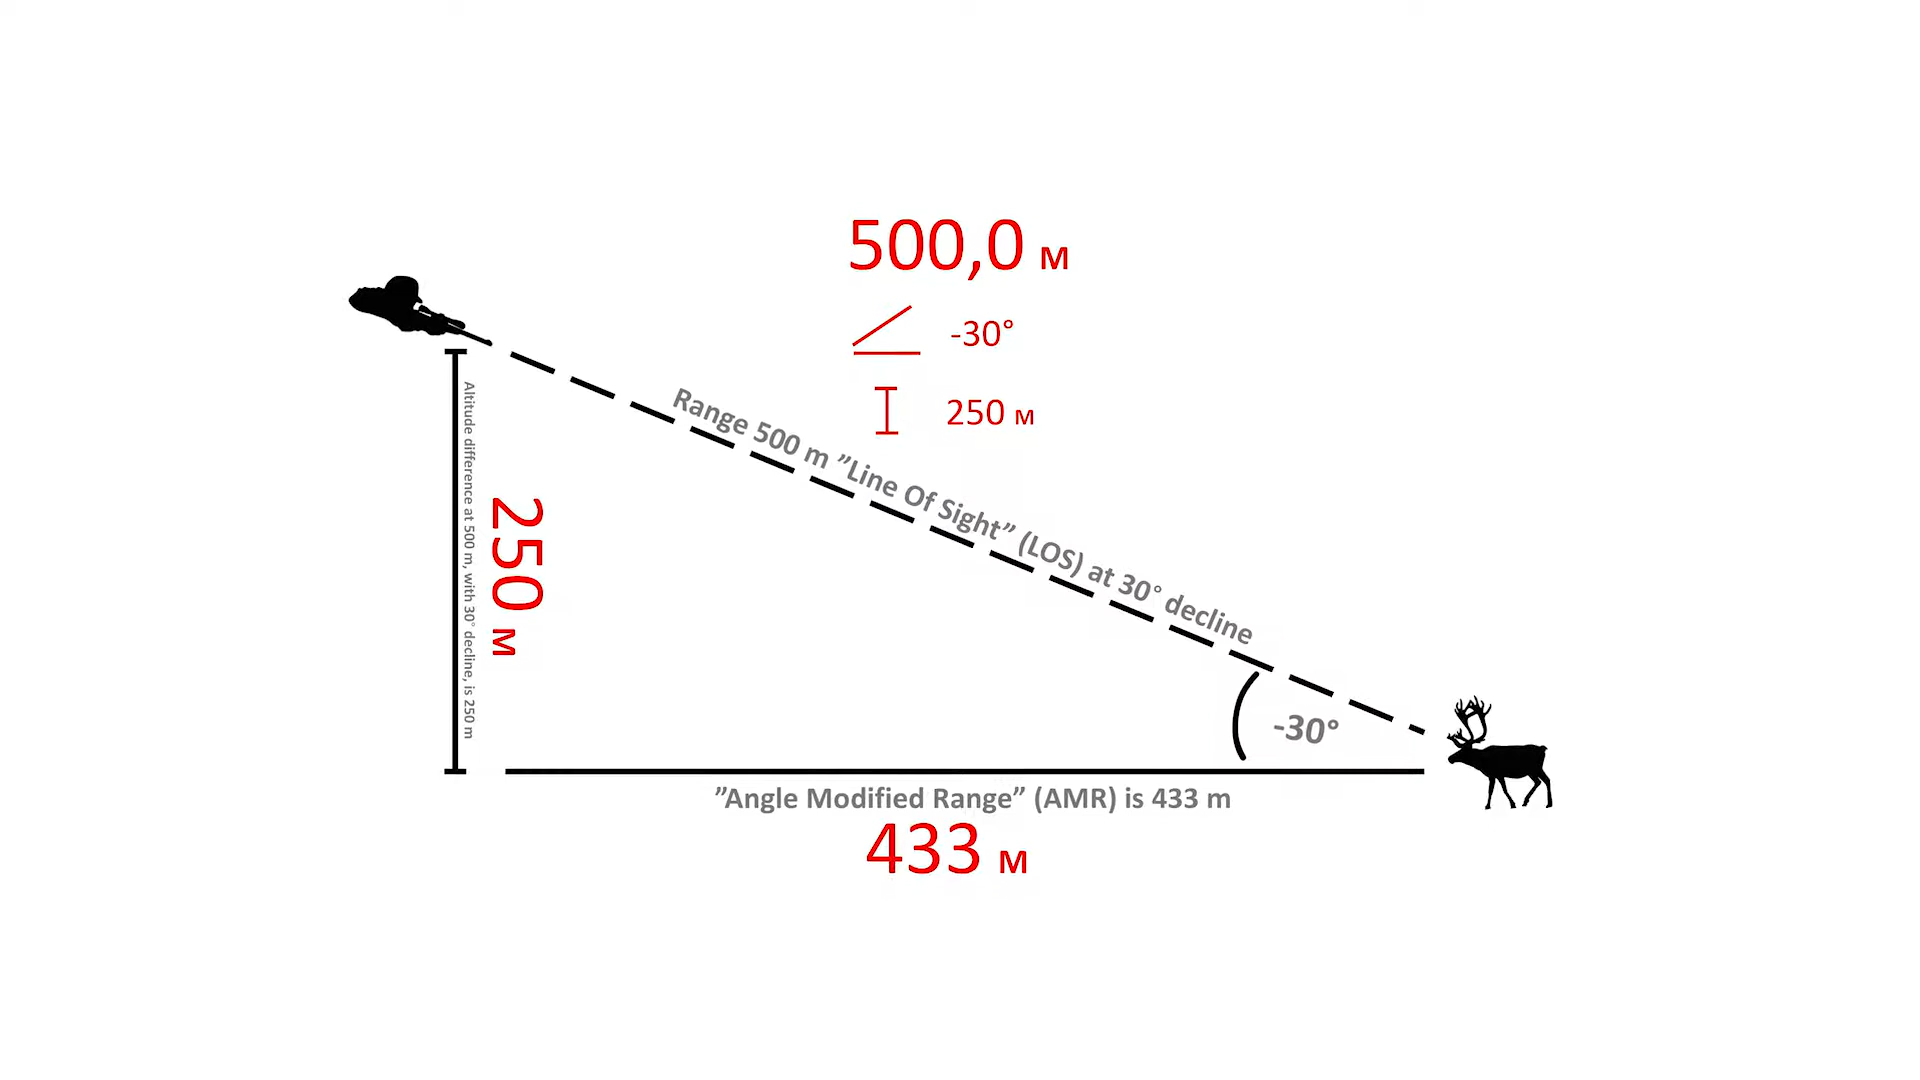 500,0 м
-30°
250 м
Range 500 m ”Line Of Sight” (LOS) at 30° decline
Altitude difference at 500 m, with 30° decline, is 250 m
250 м
-30°
”Angle Modified Range” (AMR) is 433 m
433 м